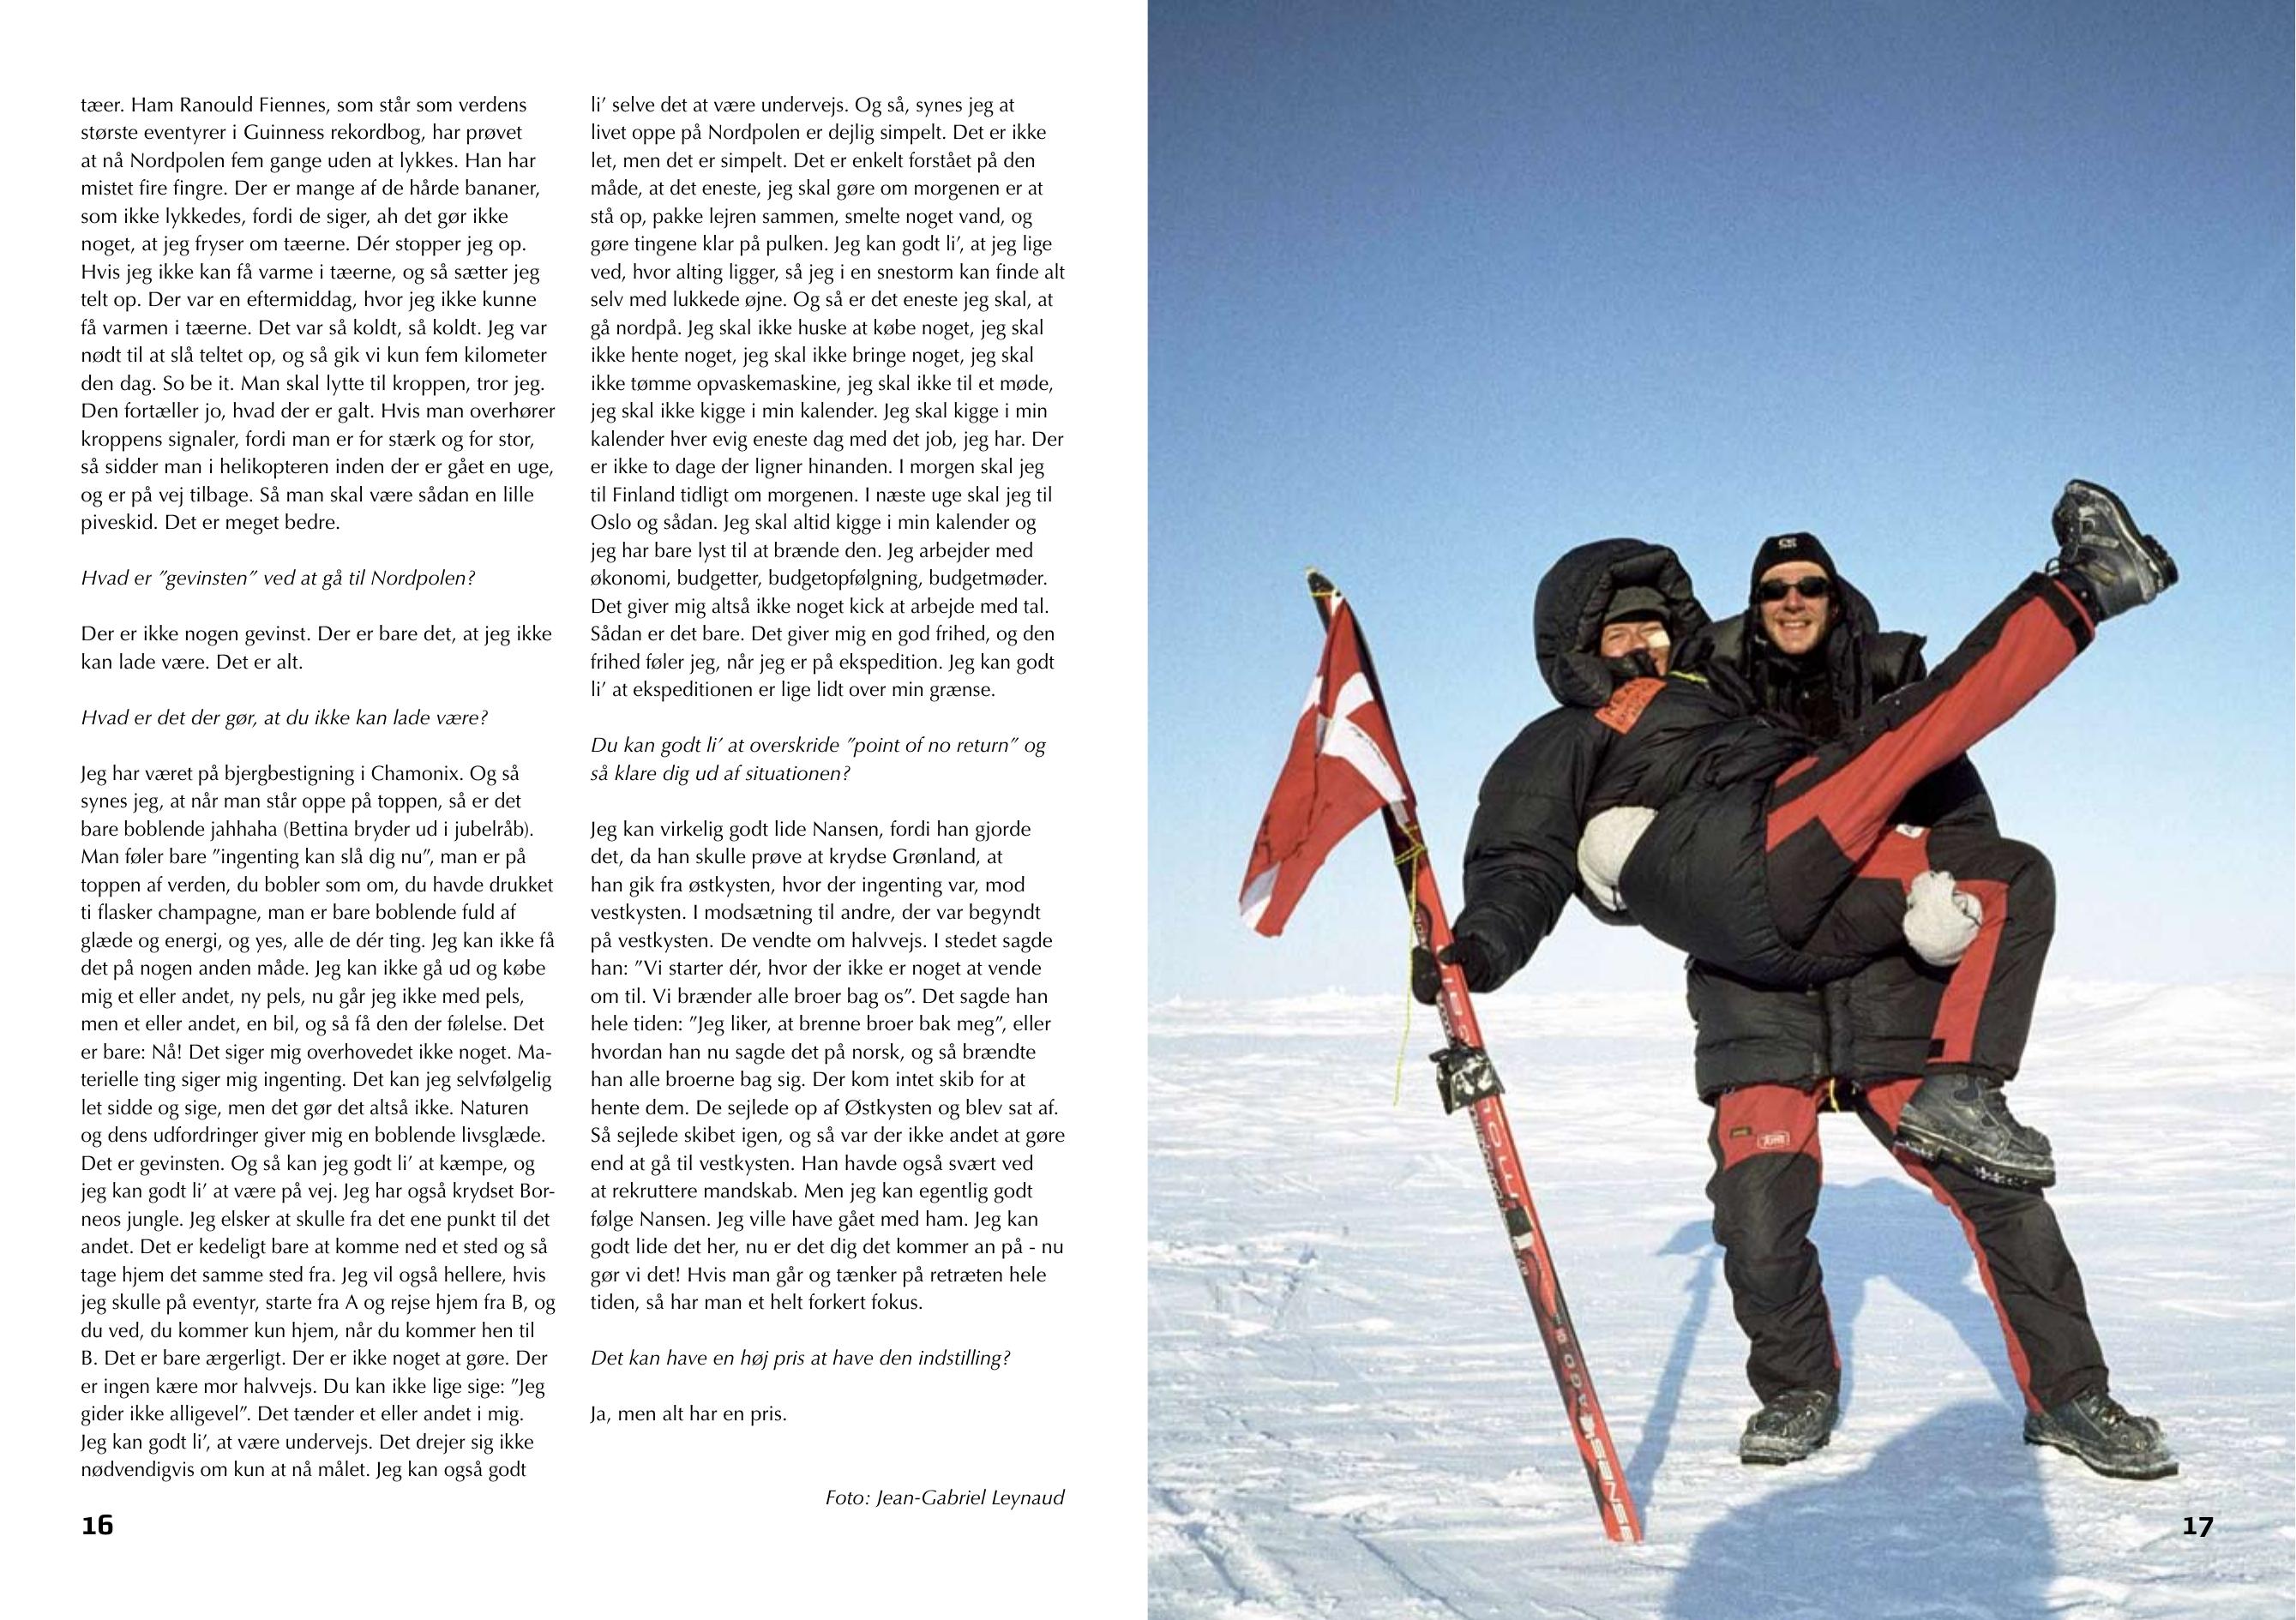 tæer. Ham Ranould Fiennes, som står som verdens
største eventyrer i Guinness rekordbog, har prøvet
at nå Nordpolen fem gange uden at lykkes. Han har
mistet fire fingre. Der er mange af de hårde bananer,
som ikke lykkedes, fordi de siger, ah det gør ikke
noget, at jeg fryser om tæerne. Dér stopper jeg op.
Hvis jeg ikke kan få varme i tæerne, og så sætter jeg
telt op. Der var en eftermiddag, hvor jeg ikke kunne
få varmen i tæerne. Det var så koldt, så koldt. Jeg var
nødt til at slå teltet op, og så gik vi kun fem kilometer
den dag. So be it. Man skal lytte til kroppen, tror jeg.
Den fortæller jo, hvad der er galt. Hvis man overhører
kroppens signaler, fordi man er for stærk og for stor,
så sidder man i helikopteren inden der er gået en uge,
og er på vej tilbage. Så man skal være sådan en lille
piveskid. Det er meget bedre.
Hvad er ”gevinsten” ved at gå til Nordpolen?
Der er ikke nogen gevinst. Der er bare det, at jeg ikke
kan lade være. Det er alt.
Hvad er det der gør, at du ikke kan lade være?
Jeg har været på bjergbestigning i Chamonix. Og så
synes jeg, at når man står oppe på toppen, så er det
bare boblende jahhaha (Bettina bryder ud i jubelråb).
Man føler bare ”ingenting kan slå dig nu”, man er på
toppen af verden, du bobler som om, du havde drukket
ti flasker champagne, man er bare boblende fuld af
glæde og energi, og yes, alle de dér ting. Jeg kan ikke få
det på nogen anden måde. Jeg kan ikke gå ud og købe
mig et eller andet, ny pels, nu går jeg ikke med pels,
men et eller andet, en bil, og så få den der følelse. Det
er bare: Nå! Det siger mig overhovedet ikke noget. Ma-
terielle ting siger mig ingenting. Det kan jeg selvfølgelig
let sidde og sige, men det gør det altså ikke. Naturen
og dens udfordringer giver mig en boblende livsglæde.
Det er gevinsten. Og så kan jeg godt li’ at kæmpe, og
jeg kan godt li’ at være på vej. Jeg har også krydset Bor-
neos jungle. Jeg elsker at skulle fra det ene punkt til det
andet. Det er kedeligt bare at komme ned et sted og så
tage hjem det samme sted fra. Jeg vil også hellere, hvis
jeg skulle på eventyr, starte fra A og rejse hjem fra B, og
du ved, du kommer kun hjem, når du kommer hen til
B. Det er bare ærgerligt. Der er ikke noget at gøre. Der
er ingen kære mor halvvejs. Du kan ikke lige sige: ”Jeg
gider ikke alligevel”. Det tænder et eller andet i mig.
Jeg kan godt li’, at være undervejs. Det drejer sig ikke
nødvendigvis om kun at nå målet. Jeg kan også godt
16
li’ selve det at være undervejs. Og så, synes jeg at
livet oppe på Nordpolen er dejlig simpelt. Det er ikke
let, men det er simpelt. Det er enkelt forstået på den
måde, at det eneste, jeg skal gøre om morgenen er at
stå op, pakke lejren sammen, smelte noget vand, og
gøre tingene klar på pulken. Jeg kan godt li’, at jeg lige
ved, hvor alting ligger, så jeg i en snestorm kan finde alt
selv med lukkede øjne. Og så er det eneste jeg skal, at
gå nordpå. Jeg skal ikke huske at købe noget, jeg skal
ikke hente noget, jeg skal ikke bringe noget, jeg skal
ikke tømme opvaskemaskine, jeg skal ikke til et møde,
jeg skal ikke kigge i min kalender. Jeg skal kigge i min
kalender hver evig eneste dag med det job, jeg har. Der
er ikke to dage der ligner hinanden. I morgen skal jeg
til Finland tidligt om morgenen. I næste uge skal jeg til
Oslo og sådan. Jeg skal altid kigge i min kalender og
jeg har bare lyst til at brænde den. Jeg arbejder med
økonomi, budgetter, budgetopfølgning, budgetmøder.
Det giver mig altså ikke noget kick at arbejde med tal.
Sådan er det bare. Det giver mig en god frihed, og den
frihed føler jeg, når jeg er på ekspedition. Jeg kan godt
li’ at ekspeditionen er lige lidt over min grænse.
Du kan godt li’ at overskride ”point of no return” og
så klare dig ud af situationen?
Jeg kan virkelig godt lide Nansen, fordi han gjorde
det, da han skulle prøve at krydse Grønland, at
han gik fra østkysten, hvor der ingenting var, mod
vestkysten. I modsætning til andre, der var begyndt
på vestkysten. De vendte om halvvejs. I stedet sagde
han: ”Vi starter dér, hvor der ikke er noget at vende
om til. Vi brænder alle broer bag os”. Det sagde han
hele tiden: ”Jeg liker, at brenne broer bak meg”, eller
hvordan han nu sagde det på norsk, og så brændte
han alle broerne bag sig. Der kom intet skib for at
hente dem. De sejlede op af Østkysten og blev sat af.
Så sejlede skibet igen, og så var der ikke andet at gøre
end at gå til vestkysten. Han havde også svært ved
at rekruttere mandskab. Men jeg kan egentlig godt
følge Nansen. Jeg ville have gået med ham. Jeg kan
godt lide det her, nu er det dig det kommer an på - nu
gør vi det! Hvis man går og tænker på retræten hele
tiden, så har man et helt forkert fokus.
Det kan have en høj pris at have den indstilling?
Ja, men alt har en pris.
Foto: Jean-Gabriel Leynaud
17